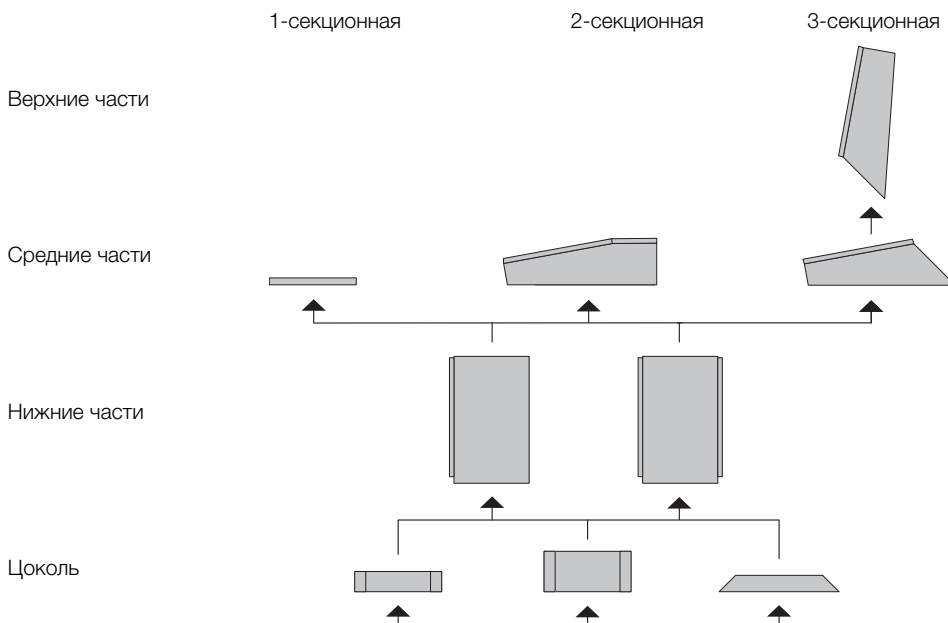 1-секционная 2-секционная 3-секционная
Верхние части
Средние части
Нижние части
Цоколь